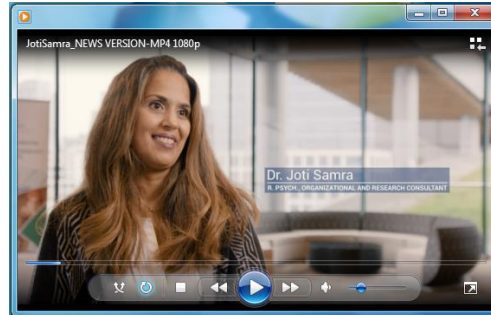 JotiSamra_NEWS VERSION-MP4 1080p
Dr. Joti Samra
R. PSYCH., ORGANIZATIONAL AND RESEARCH CONSULTANT